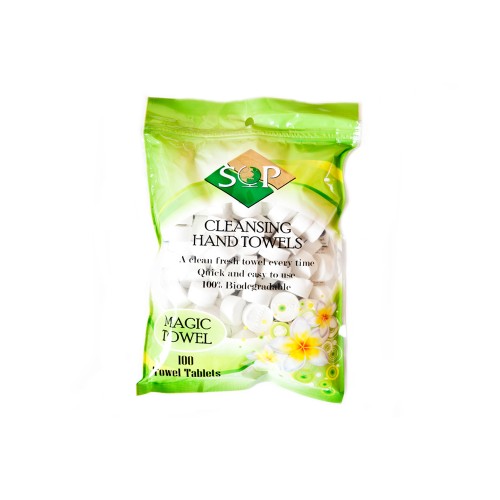 SOP
CLEANSING
HAND TOWELS
A clean fresh towel every time
Quick and easy to use
100% Biodegradable
MAGIC
TOWEL
100
Towel Tablets